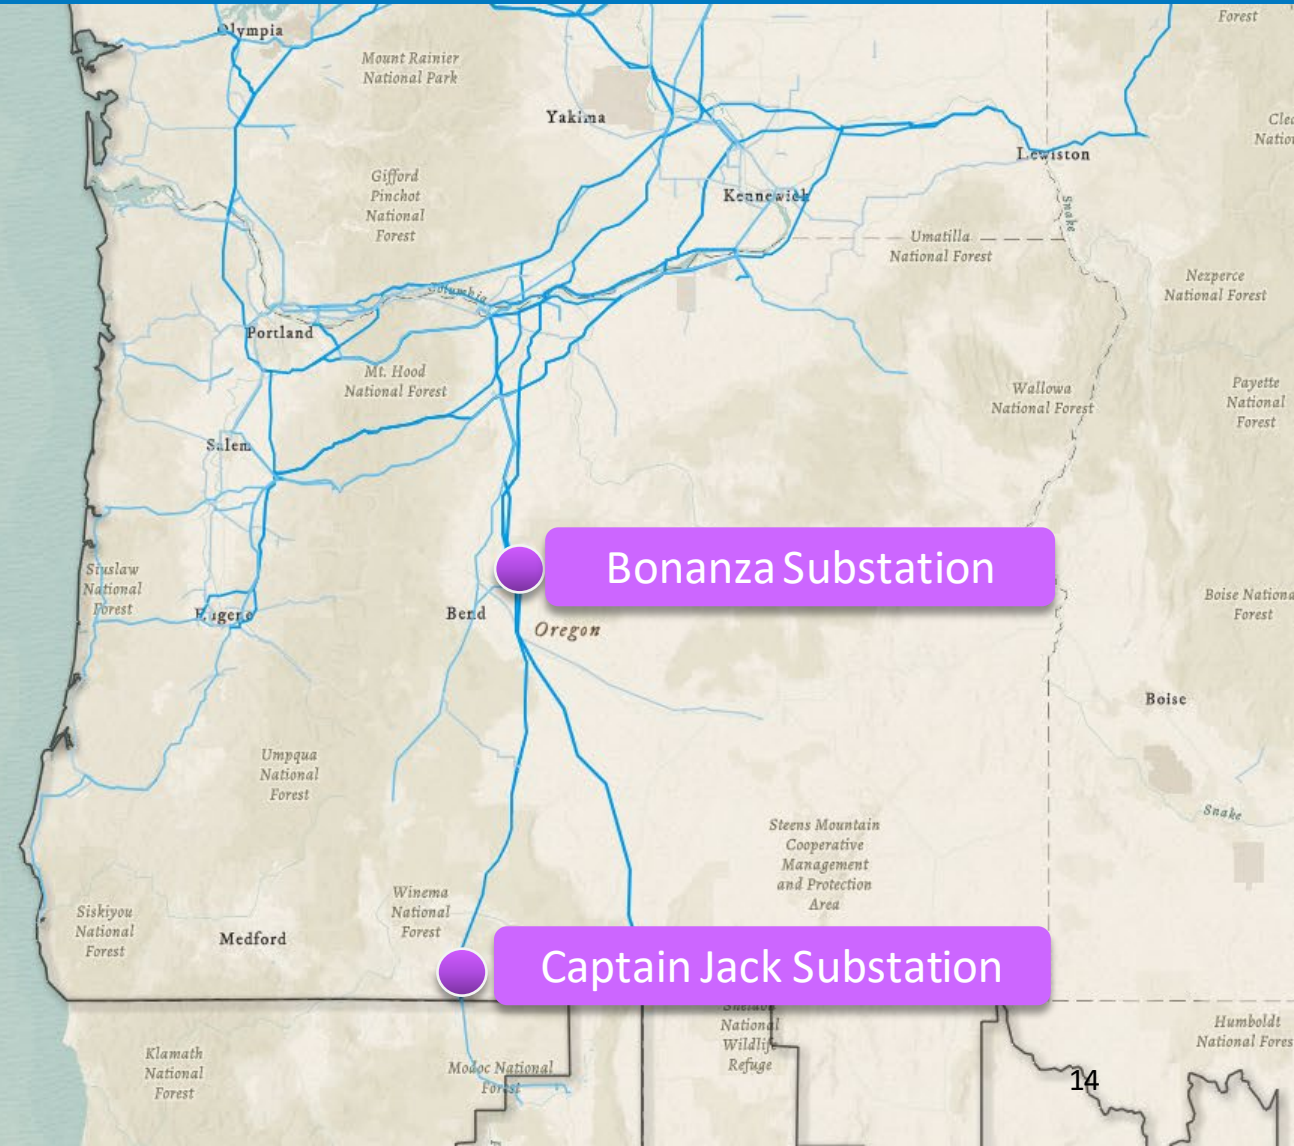 Olympia
Forest
Mount Rainier
National Park
Yakima
Lewiston
Gifford
Pinchot
National
Forest
Kennewick
Snake
Umatilla
National Forest
Nezperce
National Forest
Columbia
Portland
Mt. Hood
National Forest
Wallowa
National Forest
Payette
National
Forest
Salem
Bonanza Substation
Siuslaw
National
Forest
Eugene
Bend
Oregon
Boise Nationa
Forest
Boise
Umpqua
National
Forest
Snake
Steens Mountain
Cooperative
Management
and Protection
Area
Winema
National
Forest
Siskiyou
National
Forest
Medford
Captain Jack Substation
Sheldon
National
Wildlife
Refuge
Humboldt
National Fores
Klamath
National
Forest
Modoc National
Forest
14